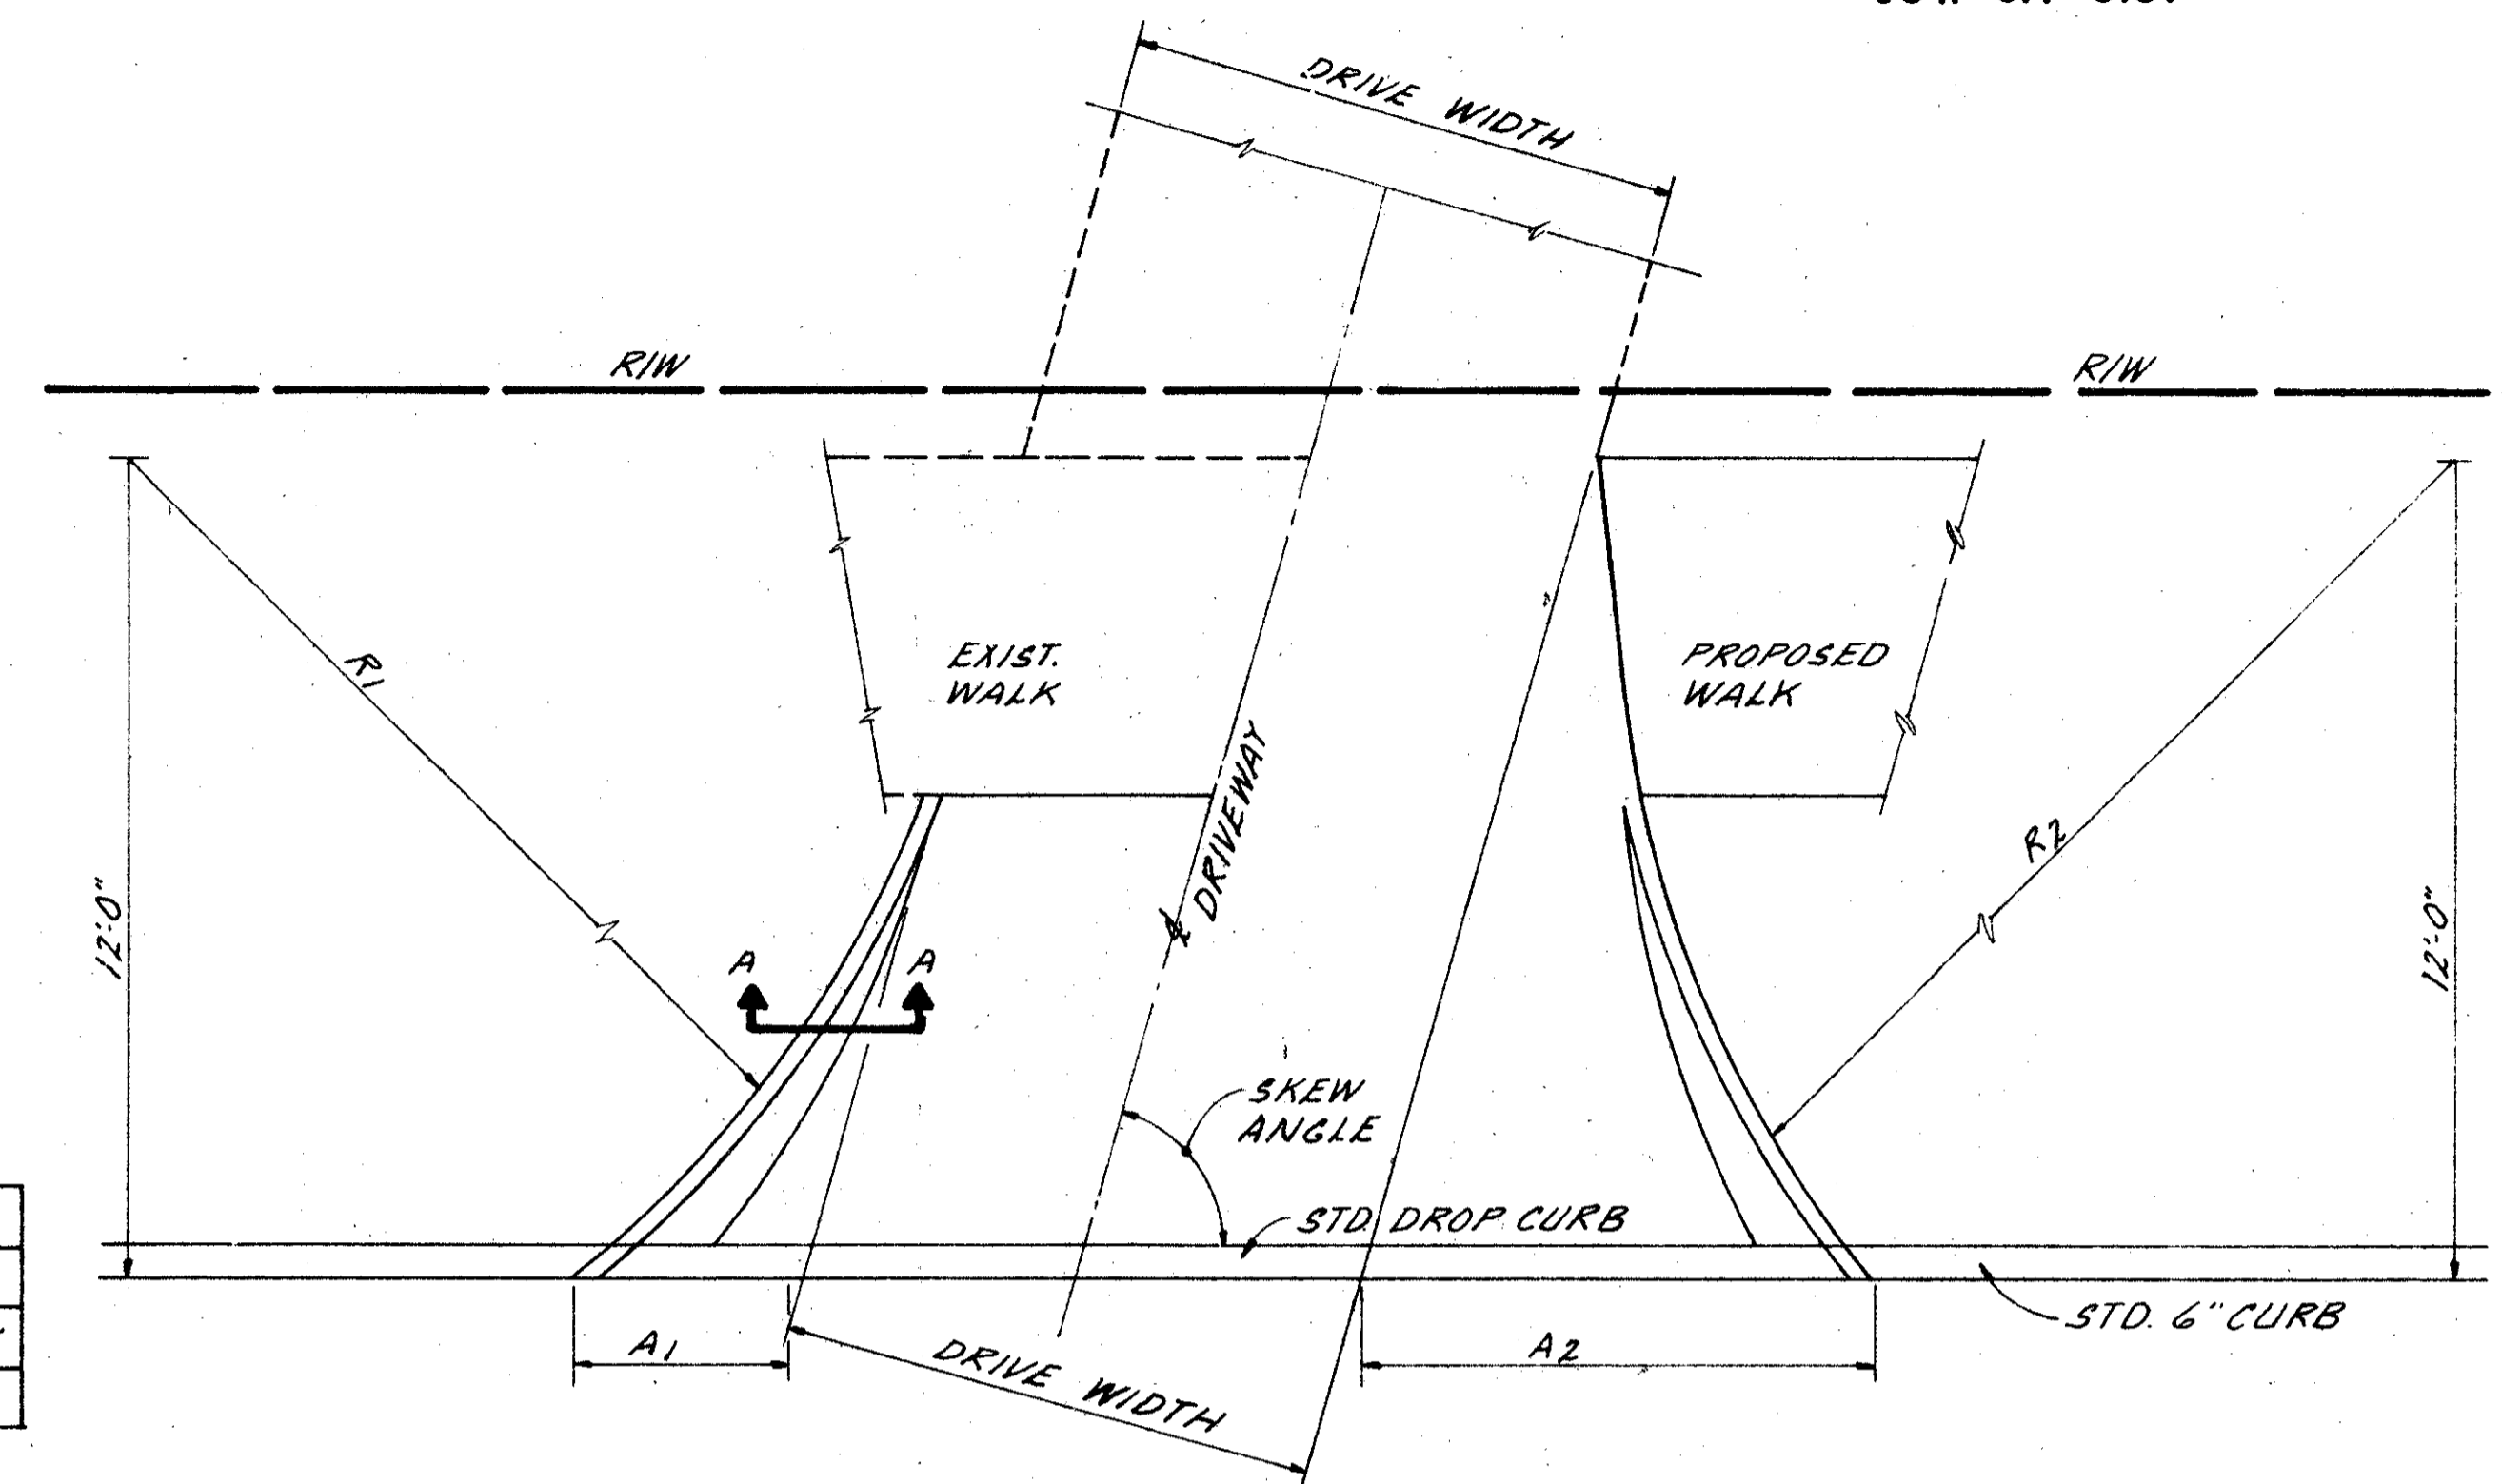 DRIVE WIDTH
R/W
R/W
EXIST.
WALK
PROPOSED
WALK
R1
R2
℄ DRIVEWAY
12'-0"
12'-0"
A
A
SKEW
ANGLE
STD. DROP CURB
STD. 6" CURB
A1
A2
DRIVE WIDTH